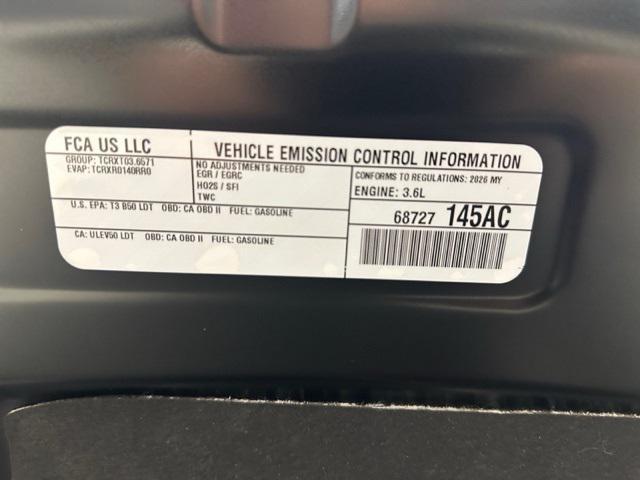 FCA US LLC
GROUP: TCRXT03.6571
EVAP:TCRXR0140RR0
VEHICLE EMISSION CONTROL INFORMATION
NO ADJUSTMENTS NEEDED
EGR / EGRC
HO2S / SFI
TWC
CONFORMS TO REGULATIONS: 2026 MY
ENGINE: 3.6L
U.S. EPA: T3 B50 LDT OBD: CA OBD II FUEL: GASOLINE
CA: ULEV50 LDT OBD: CA OBD II FUEL: GASOLINE
68727 145AC